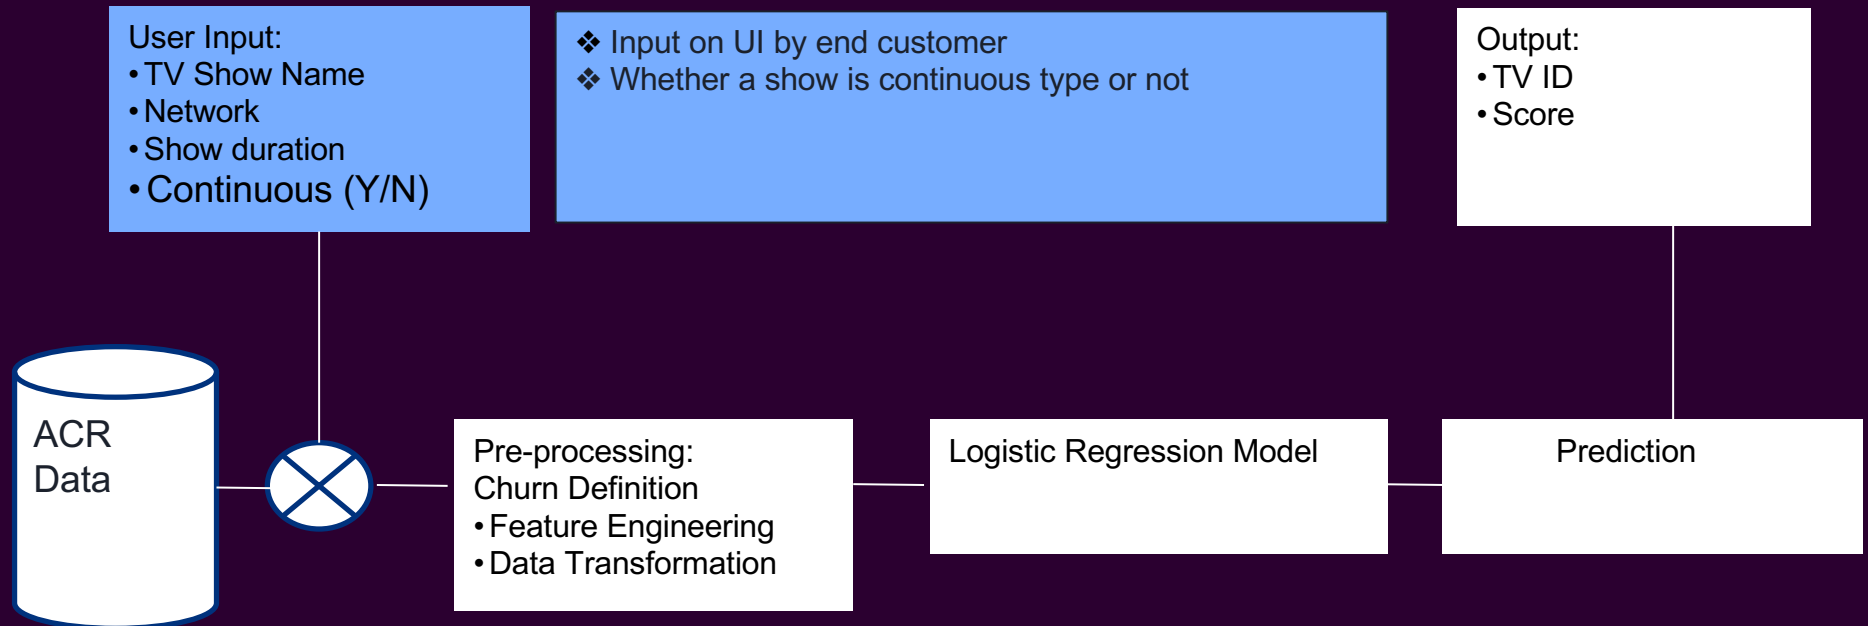 User Input:
•TV Show Name
•Network
•Show duration
•Continuous (Y/N)
❖ Input on UI by end customer
❖ Whether a show is continuous type or not
Output:
•TV ID
•Score
ACR
Data
Pre-processing:
Churn Definition
•Feature Engineering
•Data Transformation
Logistic Regression Model
Prediction